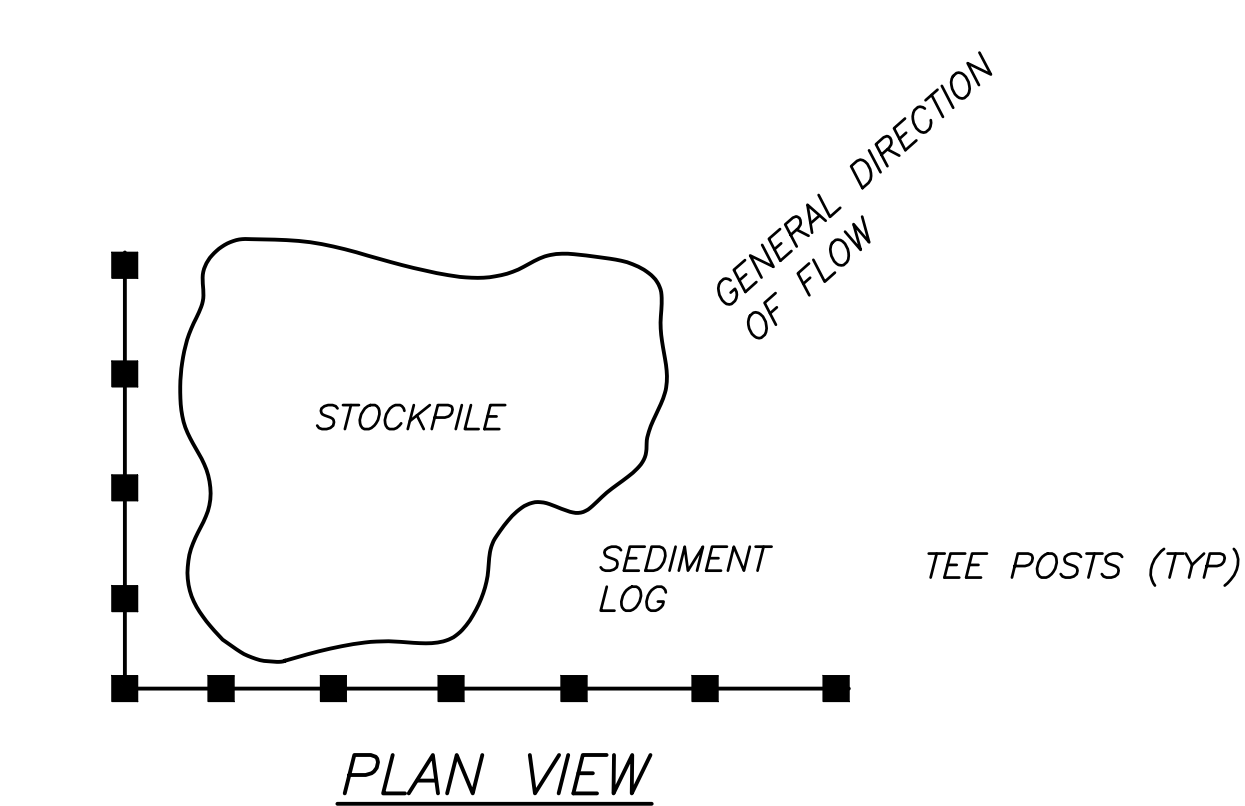 GENERAL DIRECTION
OF FLOW
STOCKPILE
SEDIMENT
LOG
TEE POSTS (TYP)
PLAN VIEW